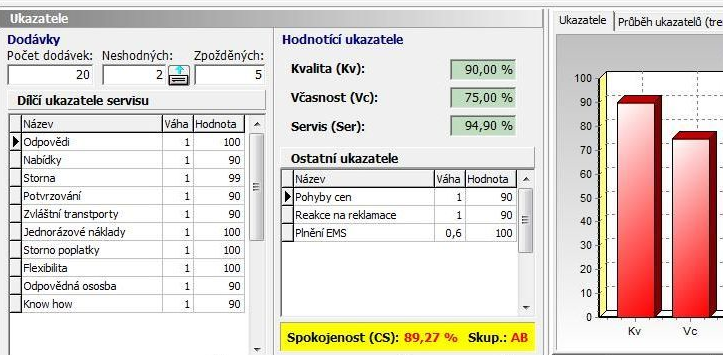 Ukazatele
Dodávky
Počet dodávek: Neshodných: Zpožděných:
20 2 5
Dílčí ukazatele servisu
Název Váha Hodnota
Odpovědi 1 100
Nabídky 1 90
Storna 1 99
Potvrzování 1 90
Zvláštní transtporty 1 90
Jednorázové náklady 1 100
Storno poplatky 1 100
Flexibilita 1 100
Odpovědná ososba 1 90
Know how 1 90
Hodnotící ukazatele
Kvalita (Kv): 90,00 %
Včasnost (Vc): 75,00 %
Servis (Ser): 94,90 %
Ostatní ukazatele
Název Váha Hodnota
Pohyby cen 1 90
Reakce na reklamace 1 90
Plnění EMS 0,6 100
Spokojenost (CS): 89,27 % Skup.: AB
Ukazatele Průběh ukazatelů (tre
100
90
80
70
60
50
40
30
20
10
0
Kv Vc